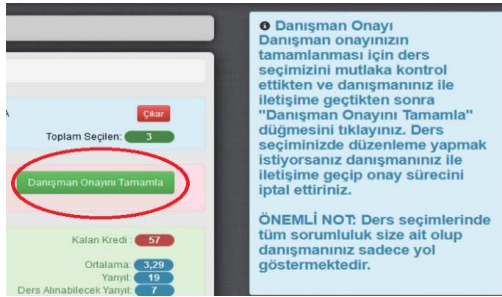 Çıkar
Toplam Seçilen: 3
Danışman Onayını Tamamla
Kalan Kredi : 57
Ortalama: 3,29
Yarıyıl: 19
Ders Alınabilecek Yarıyıl: 7
Danışman Onayı
Danışman onayınızın
tamamlanması için ders
seçimizini mutlaka kontrol
ettikten ve danışmanınız ile
iletişime geçtikten sonra
"Danışman Onayını Tamamla"
düğmesini tıklayınız. Ders
seçiminizde düzenleme yapmak
istiyorsanız danışmanınız ile
iletişime geçip onay sürecini
iptal ettiriniz.
ÖNEMLİ NOT: Ders seçimlerinde
tüm sorumluluk size ait olup
danışmanınız sadece yol
göstermektedir.